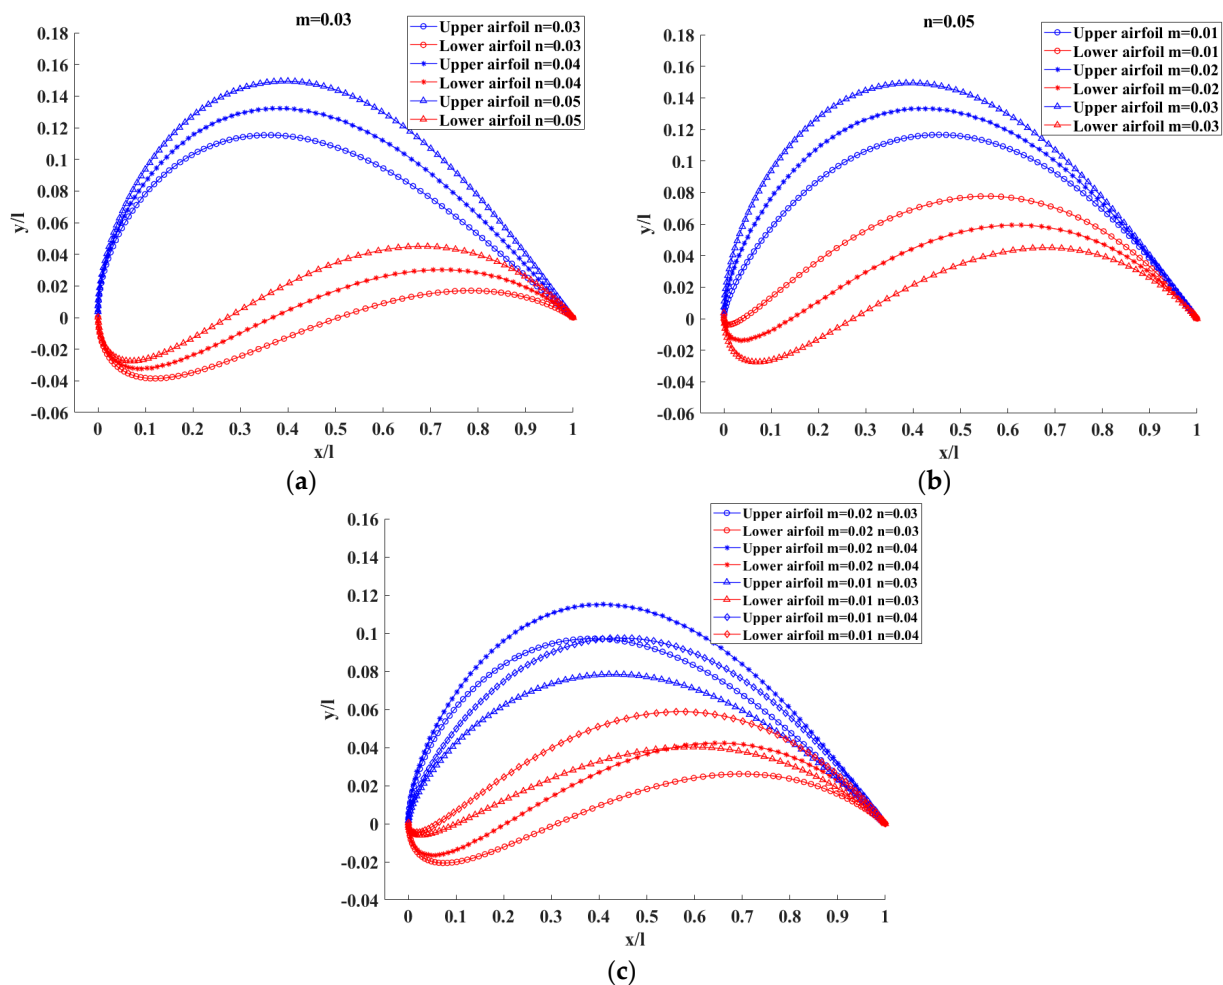 m=0.03
Upper airfoil n=0.03
Lower airfoil n=0.03
Upper airfoil n=0.04
Lower airfoil n=0.04
Upper airfoil n=0.05
Lower airfoil n=0.05
0.18
0.16
0.14
0.12
0.1
0.08
0.06
0.04
0.02
0
-0.02
-0.04
-0.06
y/l
0 0.1 0.2 0.3 0.4 0.5 0.6 0.7 0.8 0.9 1
x/l
(a)
n=0.05
Upper airfoil m=0.01
Lower airfoil m=0.01
Upper airfoil m=0.02
Lower airfoil m=0.02
Upper airfoil m=0.03
Lower airfoil m=0.03
0.18
0.16
0.14
0.12
0.1
0.08
0.06
0.04
0.02
0
-0.02
-0.04
-0.06
y/l
0 0.1 0.2 0.3 0.4 0.5 0.6 0.7 0.8 0.9 1
x/l
(b)
Upper airfoil m=0.02 n=0.03
Lower airfoil m=0.02 n=0.03
Upper airfoil m=0.02 n=0.04
Lower airfoil m=0.02 n=0.04
Upper airfoil m=0.01 n=0.03
Lower airfoil m=0.01 n=0.03
Upper airfoil m=0.01 n=0.04
Lower airfoil m=0.01 n=0.04
0.16
0.14
0.12
0.1
0.08
0.06
0.04
0.02
0
-0.02
-0.04
y/l
0 0.1 0.2 0.3 0.4 0.5 0.6 0.7 0.8 0.9 1
x/l
(c)